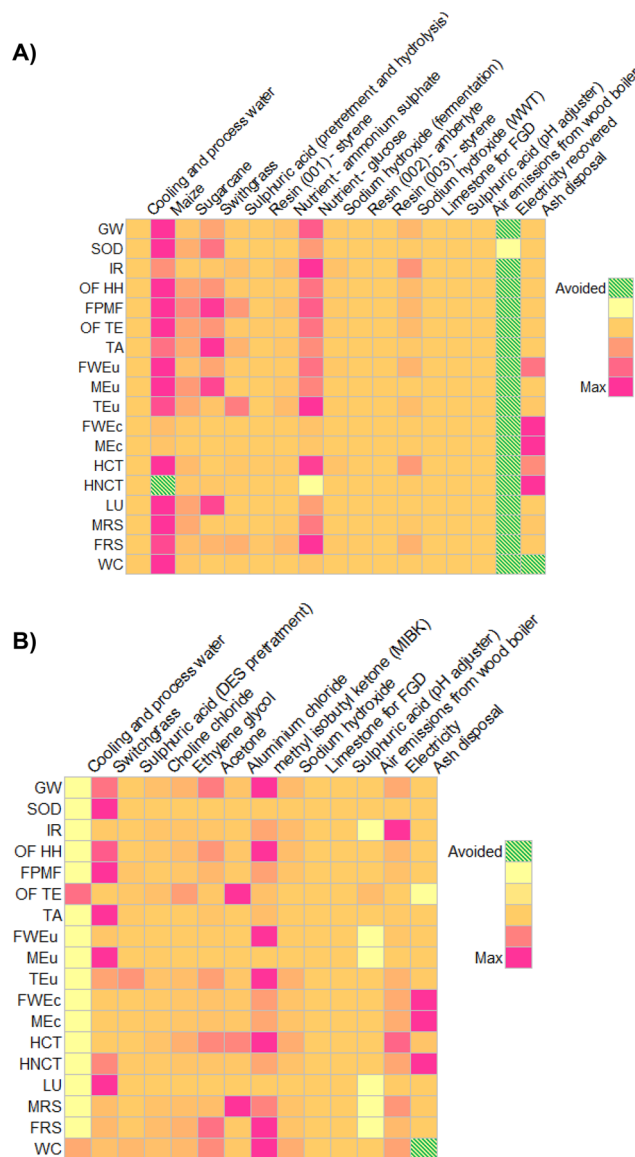 A)
Cooling and process water
Maize
Sugarcane
Swithgrass
Sulphuric acid (pretreatment and hydrolysis)
Resin (001) - styrene
Nutrient - ammonium sulphate
Nutrient - glucose
Sodium hydroxide (fermentation)
Resin (002) - amberlyte
Resin (003) - styrene
Sodium hydroxide (WWT)
Limestone for FGD
Sulphuric acid (pH adjuster)
Air emissions from wood boiler
Electricity recovered
Ash disposal
GW
SOD
IR
OF HH
FPMF
OF TE
TA
FWEu
MEu
TEu
FWEc
MEc
HCT
HNCT
LU
MRS
FRS
WC
Avoided
Max
B)
Cooling and process water
Switchgrass
Sulphuric acid (DES pretreatment)
Choline chloride
Ethylene glycol
Acetone
Aluminium chloride
methyl isobutyl ketone (MIBK)
Sodium hydroxide
Limestone for FGD
Sulphuric acid (pH adjuster)
Air emissions from wood boiler
Electricity
Ash disposal
GW
SOD
IR
OF HH
FPMF
OF TE
TA
FWEu
MEu
TEu
FWEc
MEc
HCT
HNCT
LU
MRS
FRS
WC
Avoided
Max